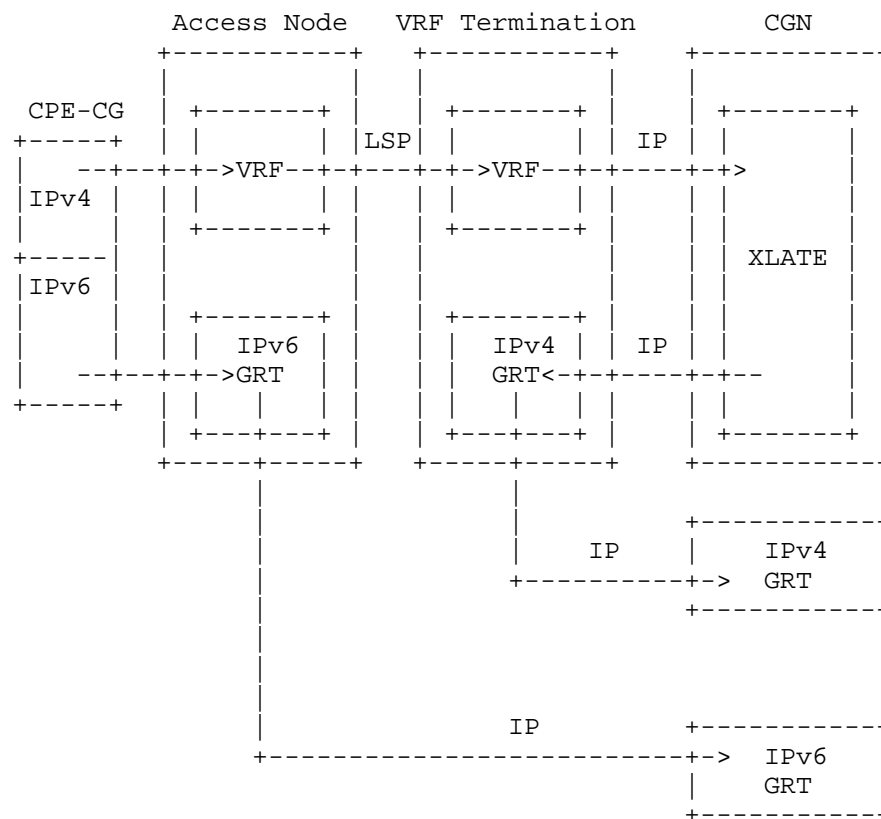 Access Node VRF Termination CGN
CPE-CG
LSP IP
VRF VRF
IPv4
XLATE
IPv6
IPv6 IPv4 IP
GRT GRT
IP IPv4
GRT
IP
IPv6
GRT